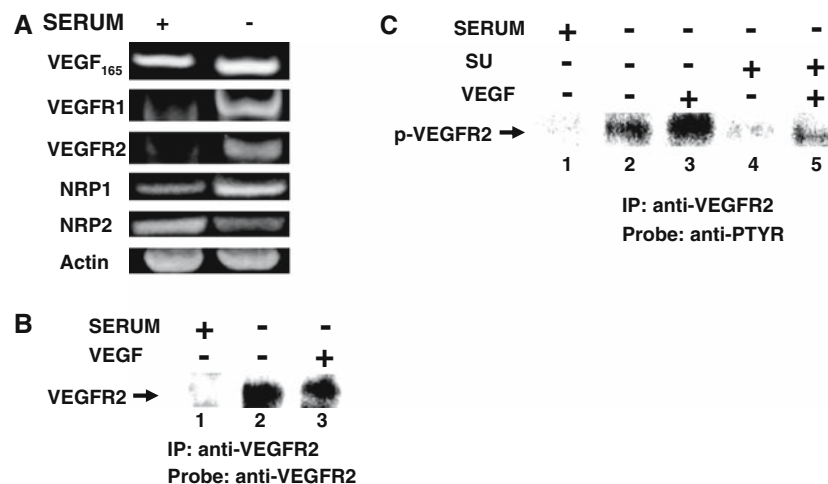 A
SERUM + -
VEGF165
VEGFR1
VEGFR2
NRP1
NRP2
Actin
B
SERUM + - -
VEGF - - +
VEGFR2
1 2 3
IP: anti-VEGFR2
Probe: anti-VEGFR2
C
SERUM + - - - -
SU - - - + +
VEGF - - + - +
p-VEGFR2
1 2 3 4 5
IP: anti-VEGFR2
Probe: anti-PTYR